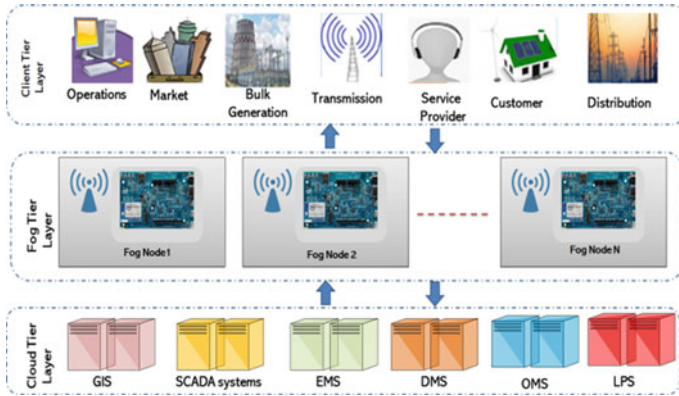 Client Tier
Layer
Operations
Market
Bulk
Generation
Transmission
Service
Provider
Customer
Distribution
Fog Tier
Layer
Fog Node1
Fog Node 2
Fog Node N
Cloud Tier
Layer
GIS
SCADA systems
EMS
DMS
OMS
LPS